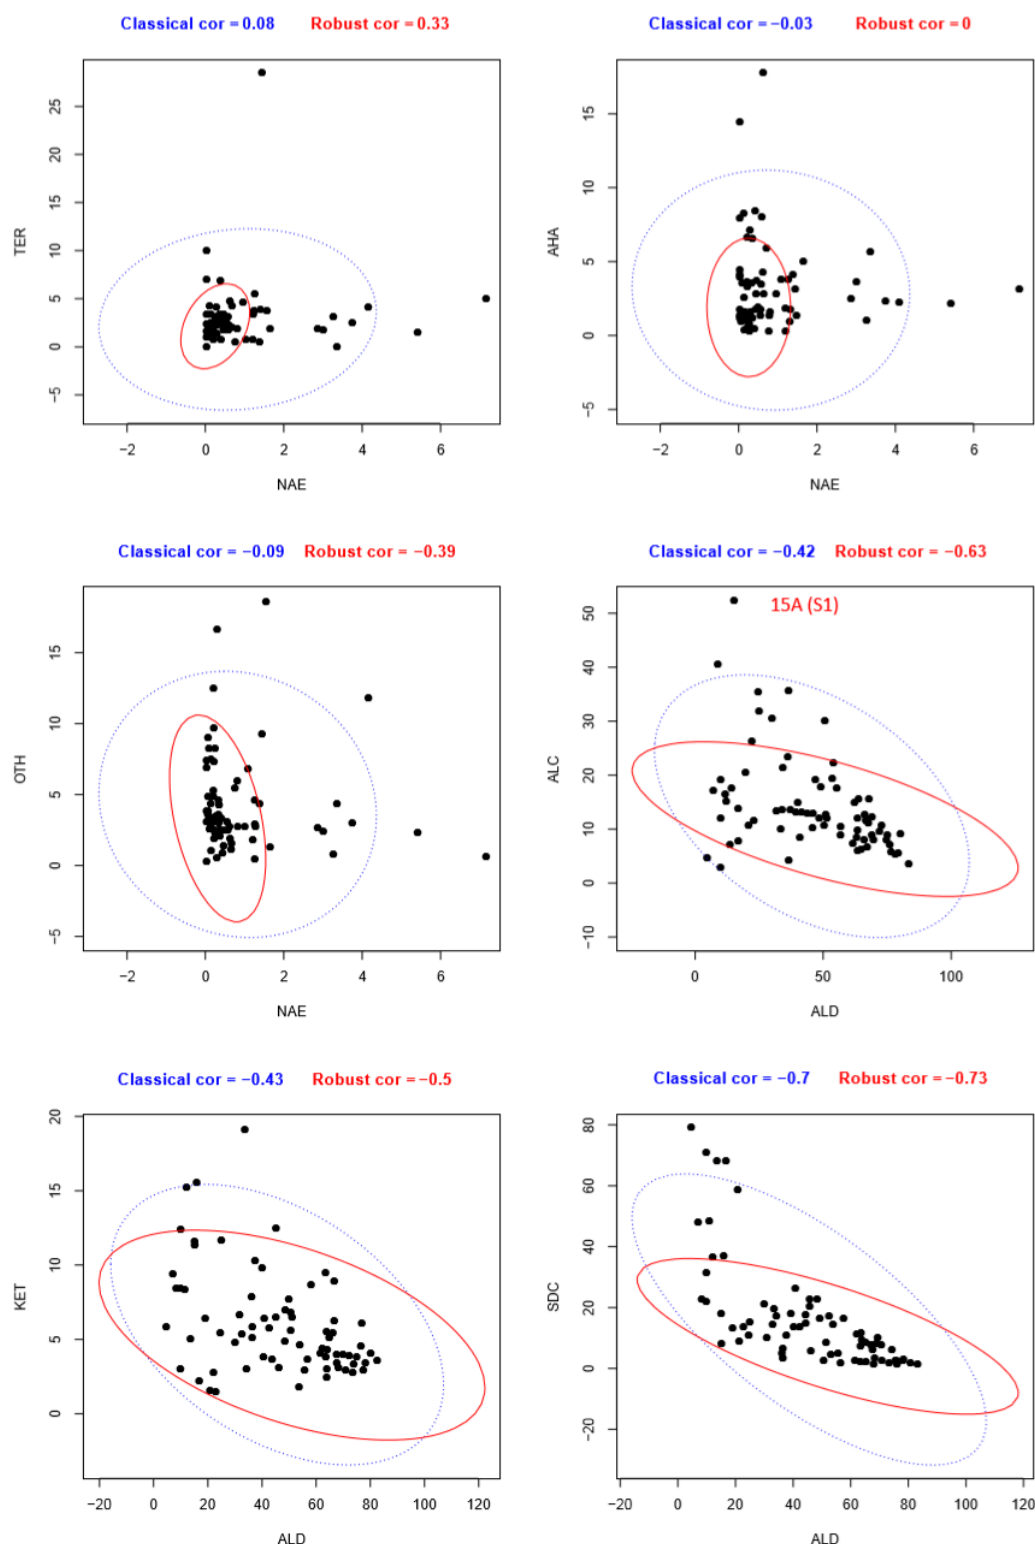 Classical cor = 0.08 Robust cor = 0.33
TER
25
20
15
10
5
0
−5
−2 0 2 4 6
NAE
Classical cor = −0.03 Robust cor = 0
AHA
15
10
5
0
−5
−2 0 2 4 6
NAE
Classical cor = −0.09 Robust cor = −0.39
OTH
15
10
5
0
−5
−2 0 2 4 6
NAE
Classical cor = −0.42 Robust cor = −0.63
15A (S1)
ALC
50
40
30
20
10
0
−10
0 50 100
ALD
Classical cor = −0.43 Robust cor = −0.5
KET
20
15
10
5
0
−20 0 20 40 60 80 100 120
ALD
Classical cor = −0.7 Robust cor = −0.73
SDC
80
60
40
20
0
−20
−20 0 20 40 60 80 100 120
ALD